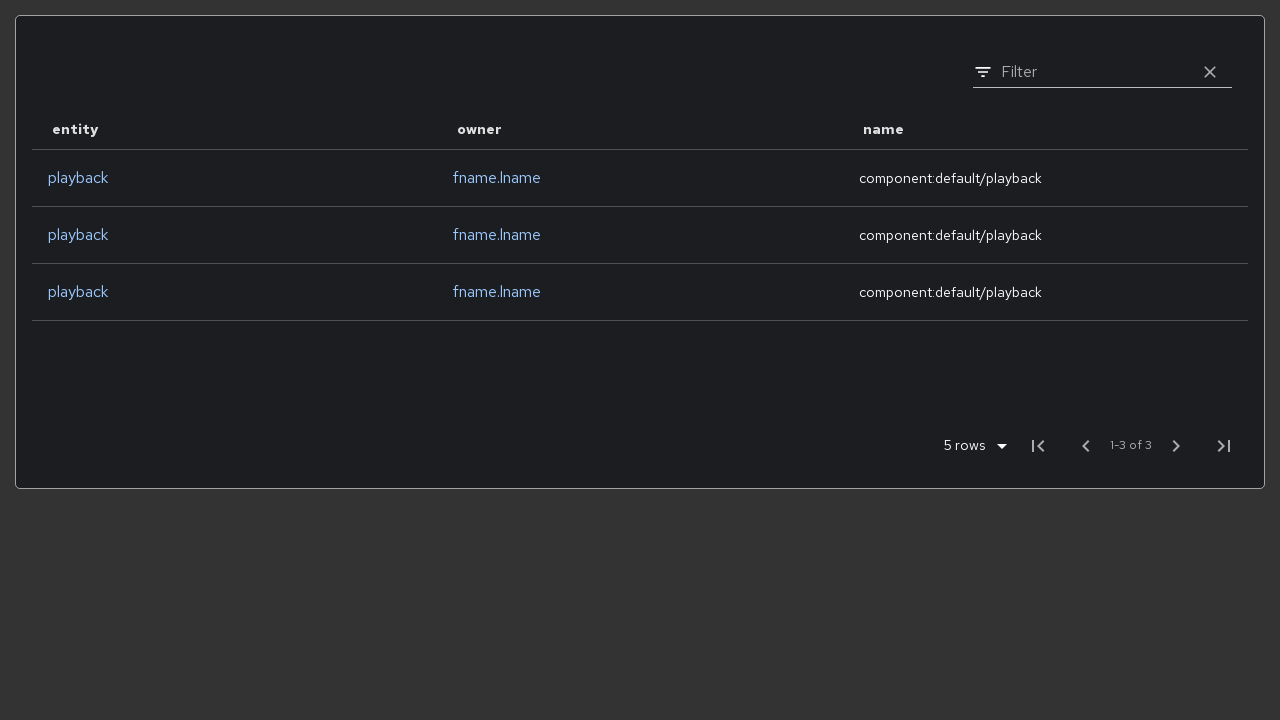 Filter
entity owner name
playback fname.lname component:default/playback
playback fname.lname component:default/playback
playback fname.lname component:default/playback
5 rows 1-3 of 3